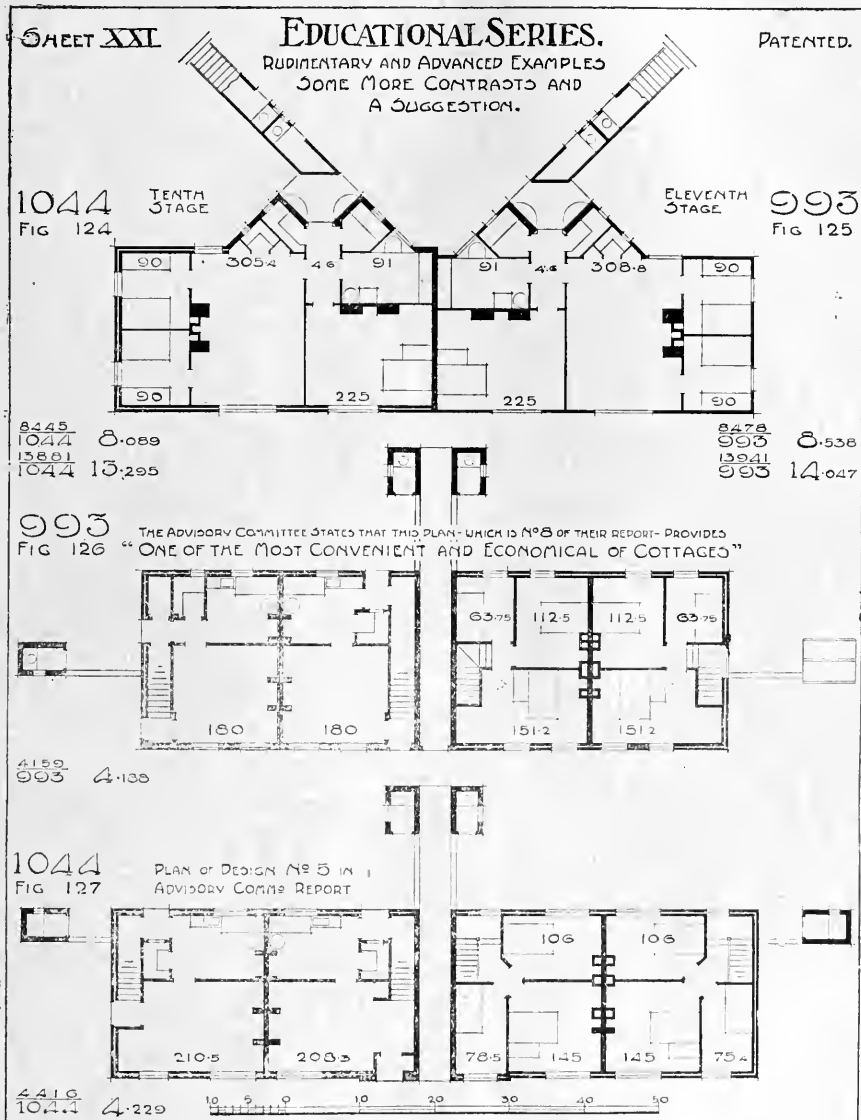 SHEET XXI
EDUCATIONAL SERIES.
PATENTED.
RUDIMENTARY AND ADVANCED EXAMPLES
SOME MORE CONTRASTS AND
A SUGGESTION.
1044
FIG 124
TENTH
STAGE
ELEVENTH
STAGE
993
FIG 125
90 305.4 4.6 91 91 4.6 308.8 90
90 225 225 90
8445
1044 8.089
13881
1044 13.295
8478
993 8.538
13941
993 14.047
993
FIG 126
THE ADVISORY COMMITTEE STATES THAT THIS PLAN - WHICH IS Nº 8 OF THEIR REPORT - PROVIDES
"ONE OF THE MOST CONVENIENT AND ECONOMICAL OF COTTAGES"
63.75 112.5 112.5 63.75
180 180 151.2 151.2
4159
993 4.188
1044
FIG 127
PLAN OF DESIGN Nº 5 IN
ADVISORY COMMS REPORT
106 106
210.5 208.3 78.5 145 145 75.4
4416
1044 4.229
10 5 0 10 20 30 40 50